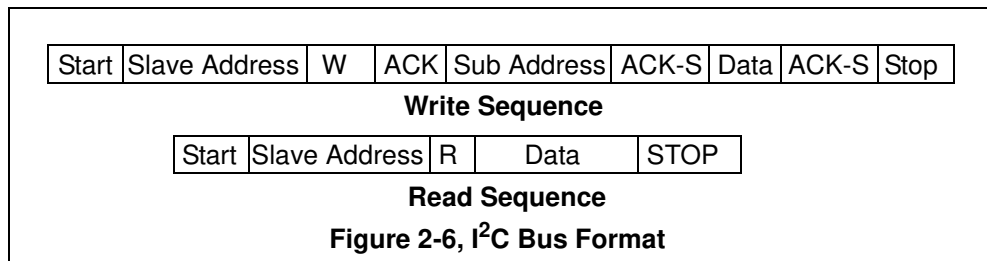 Start Slave Address W ACK Sub Address ACK-S Data ACK-S Stop
Write Sequence
Start Slave Address R Data STOP
Read Sequence
Figure 2-6, I²C Bus Format